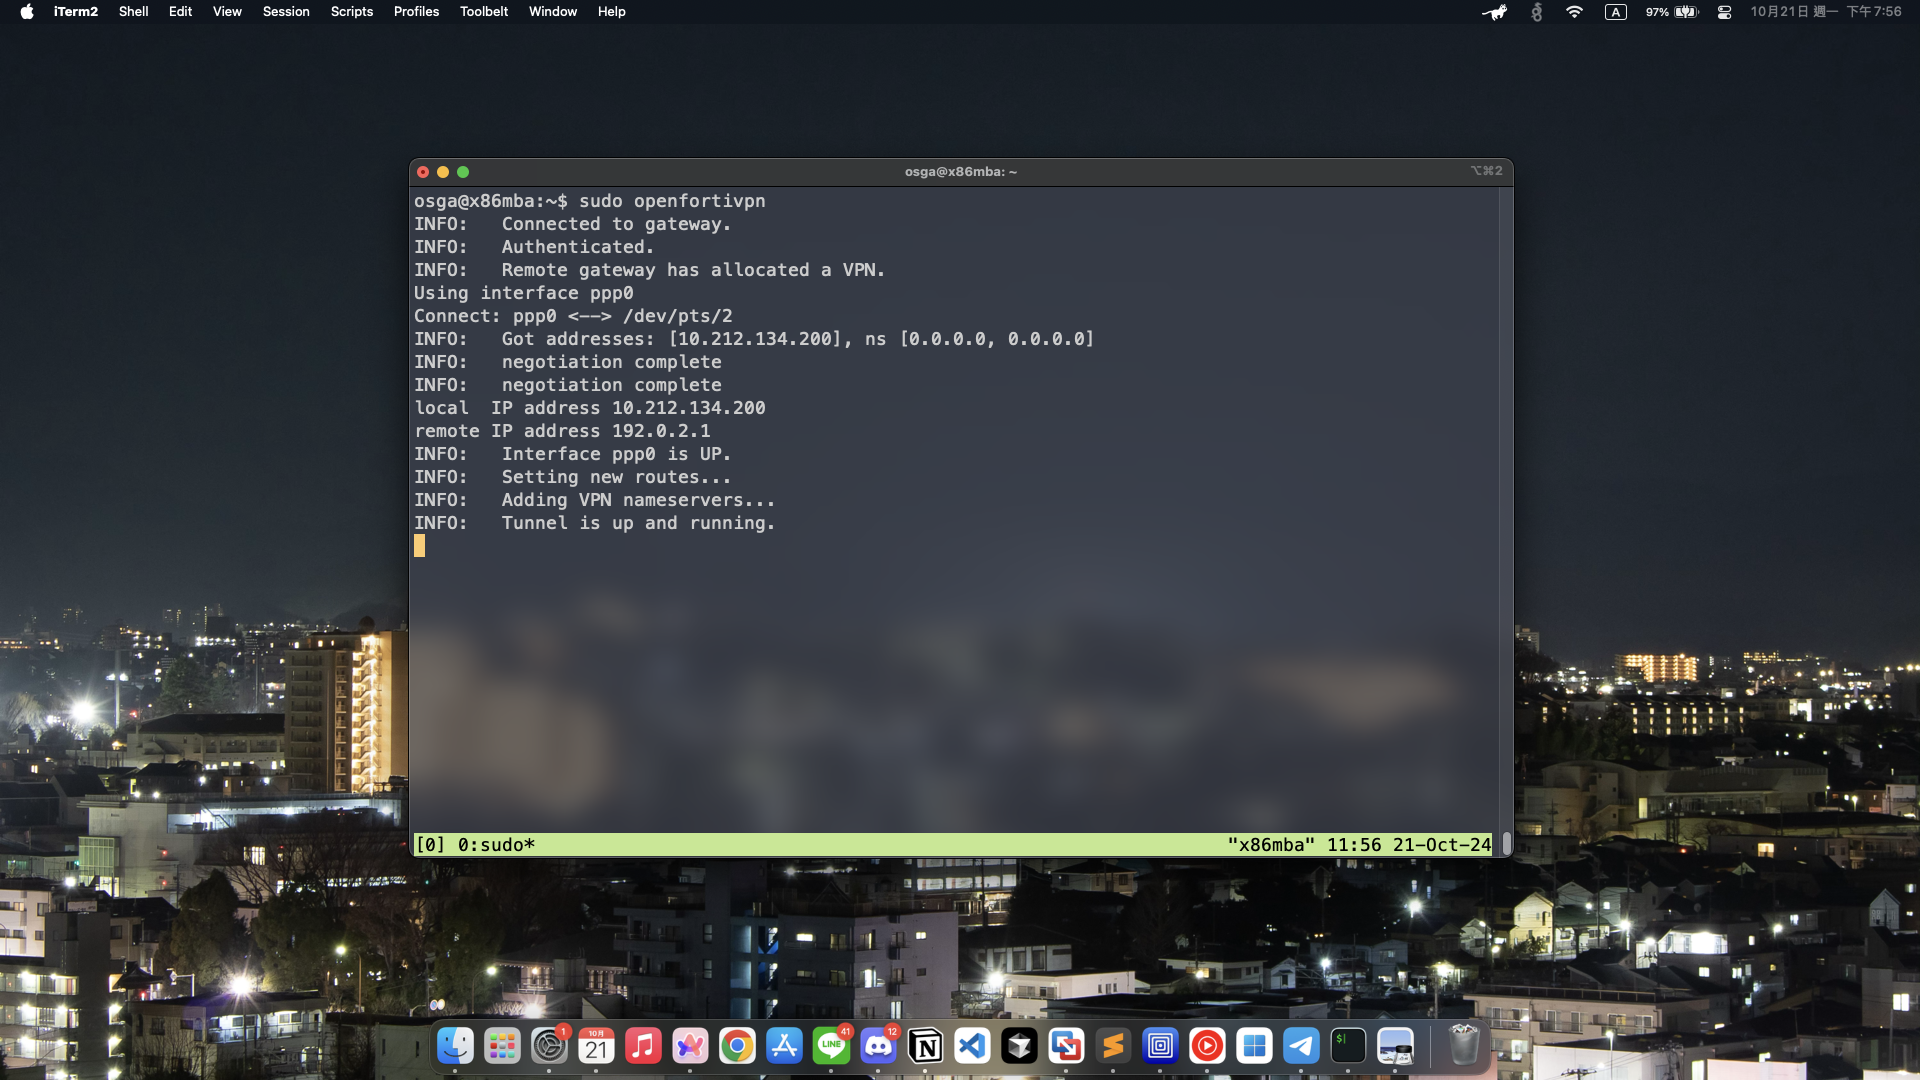 iTerm2 Shell Edit View Session Scripts Profiles Toolbelt Window Help A 97% 10月21日 週一 下午7:56
osga@x86mba: ~ ⌥⌘2
osga@x86mba:~$ sudo openfortivpn
INFO: Connected to gateway.
INFO: Authenticated.
INFO: Remote gateway has allocated a VPN.
Using interface ppp0
Connect: ppp0 <--> /dev/pts/2
INFO: Got addresses: [10.212.134.200], ns [0.0.0.0, 0.0.0.0]
INFO: negotiation complete
INFO: negotiation complete
local IP address 10.212.134.200
remote IP address 192.0.2.1
INFO: Interface ppp0 is UP.
INFO: Setting new routes...
INFO: Adding VPN nameservers...
INFO: Tunnel is up and running.
[0] 0:sudo* "x86mba" 11:56 21-Oct-24
1 10月 41 12
21 LINE N $